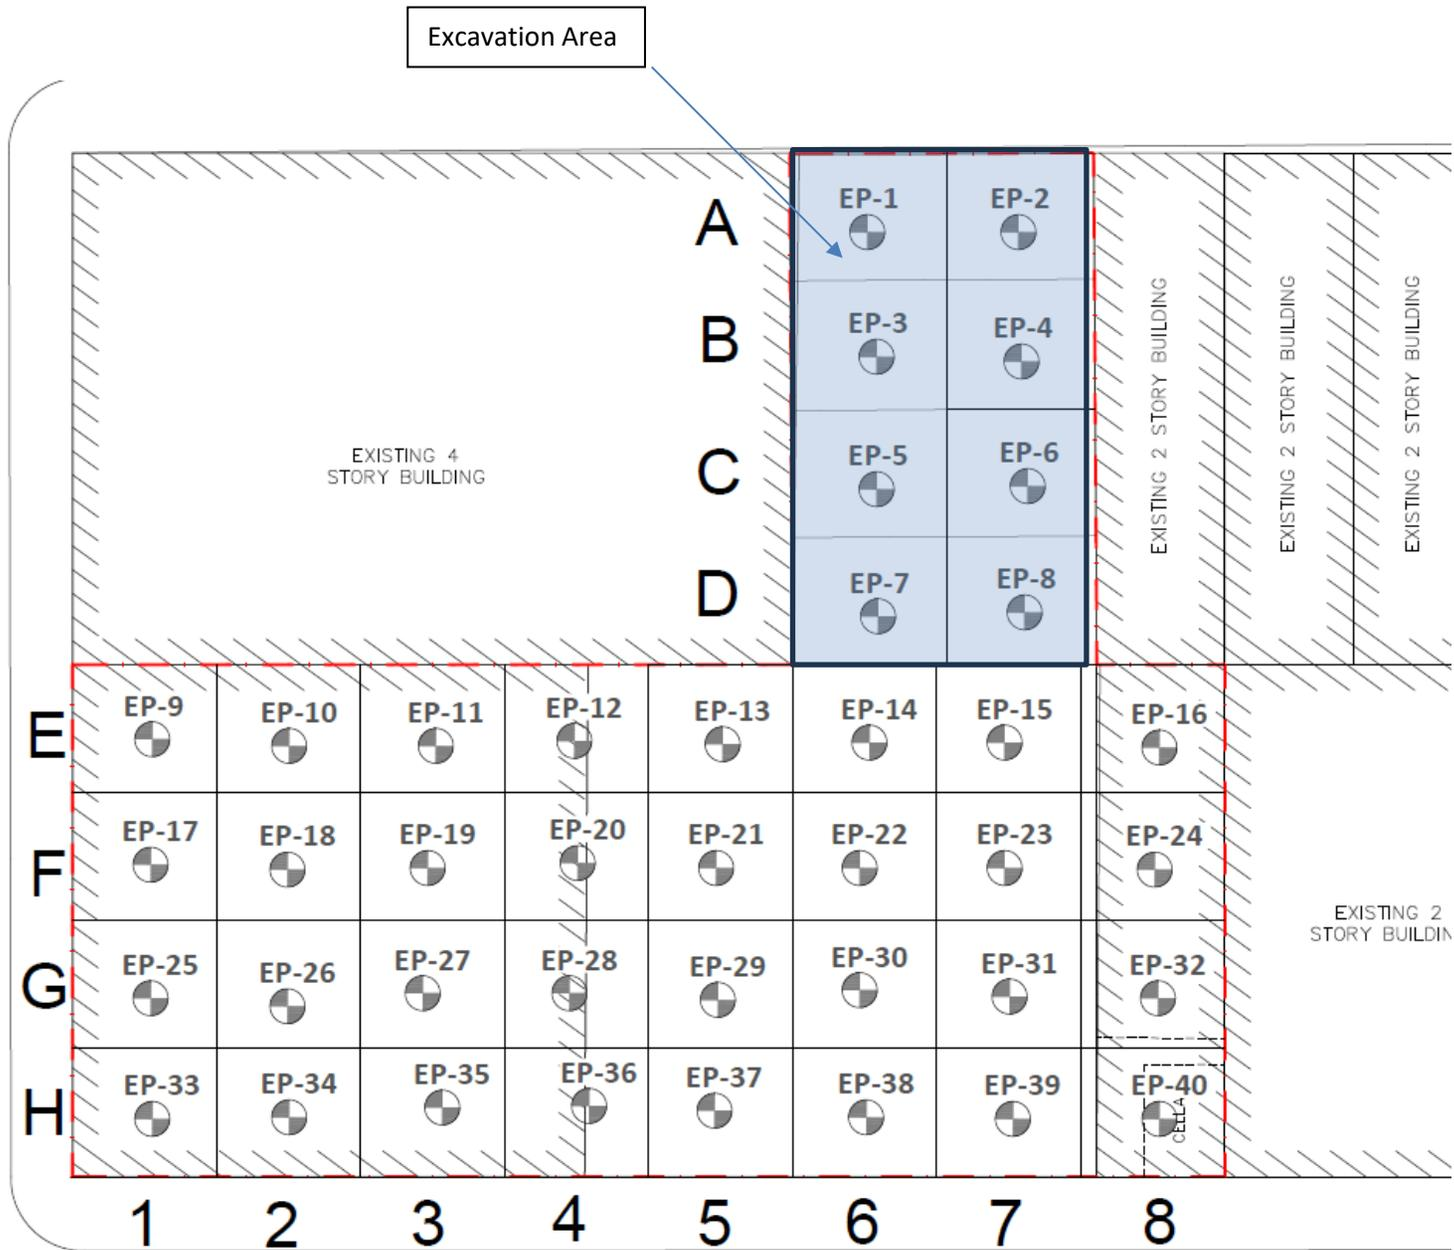 Excavation Area
A
EP-1
EP-2
B
EP-3
EP-4
EXISTING 4
STORY BUILDING
C
EP-5
EP-6
D
EP-7
EP-8
EXISTING 2 STORY BUILDING
EXISTING 2 STORY BUILDING
EXISTING 2 STORY BUILDING
E
EP-9
EP-10
EP-11
EP-12
EP-13
EP-14
EP-15
EP-16
F
EP-17
EP-18
EP-19
EP-20
EP-21
EP-22
EP-23
EP-24
EXISTING 2
STORY BUILDIN
G
EP-25
EP-26
EP-27
EP-28
EP-29
EP-30
EP-31
EP-32
H
EP-33
EP-34
EP-35
EP-36
EP-37
EP-38
EP-39
EP-40
CELLA
1
2
3
4
5
6
7
8